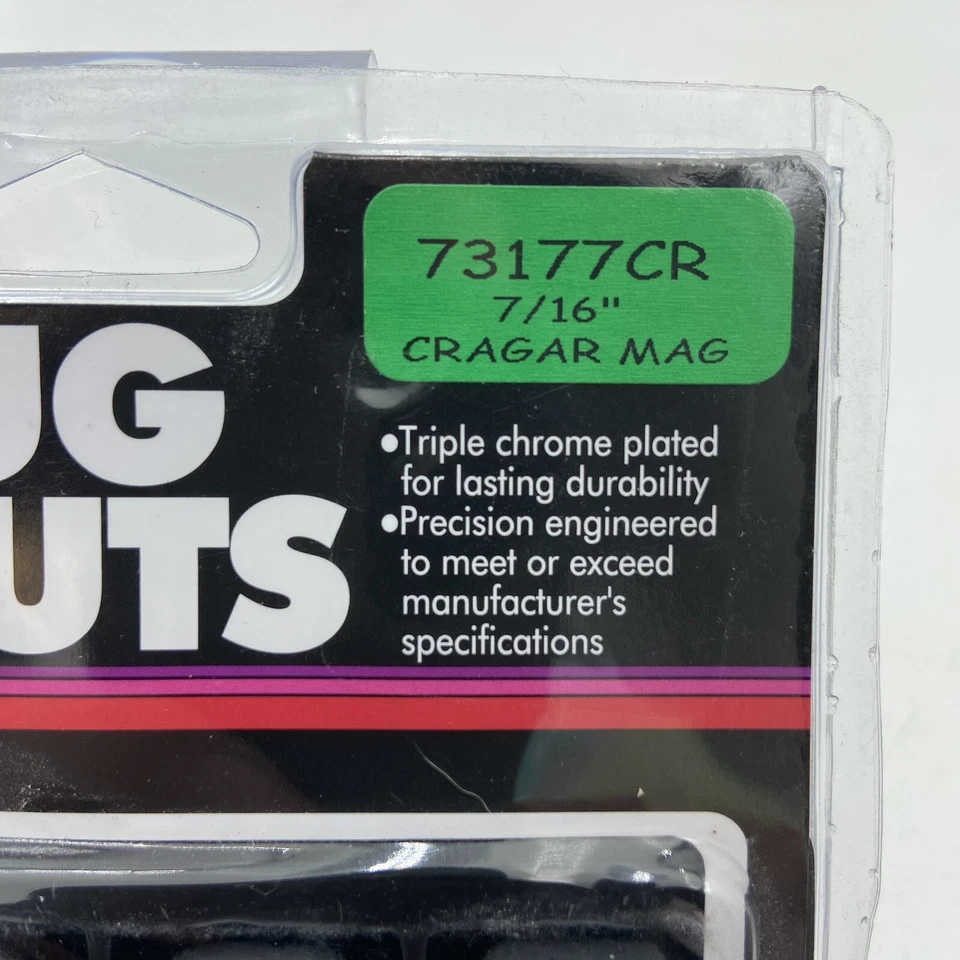 73177CR
7/16"
CRAGAR MAG
UG
UTS
•Triple chrome plated
for lasting durability
•Precision engineered
to meet or exceed
manufacturer's
specifications